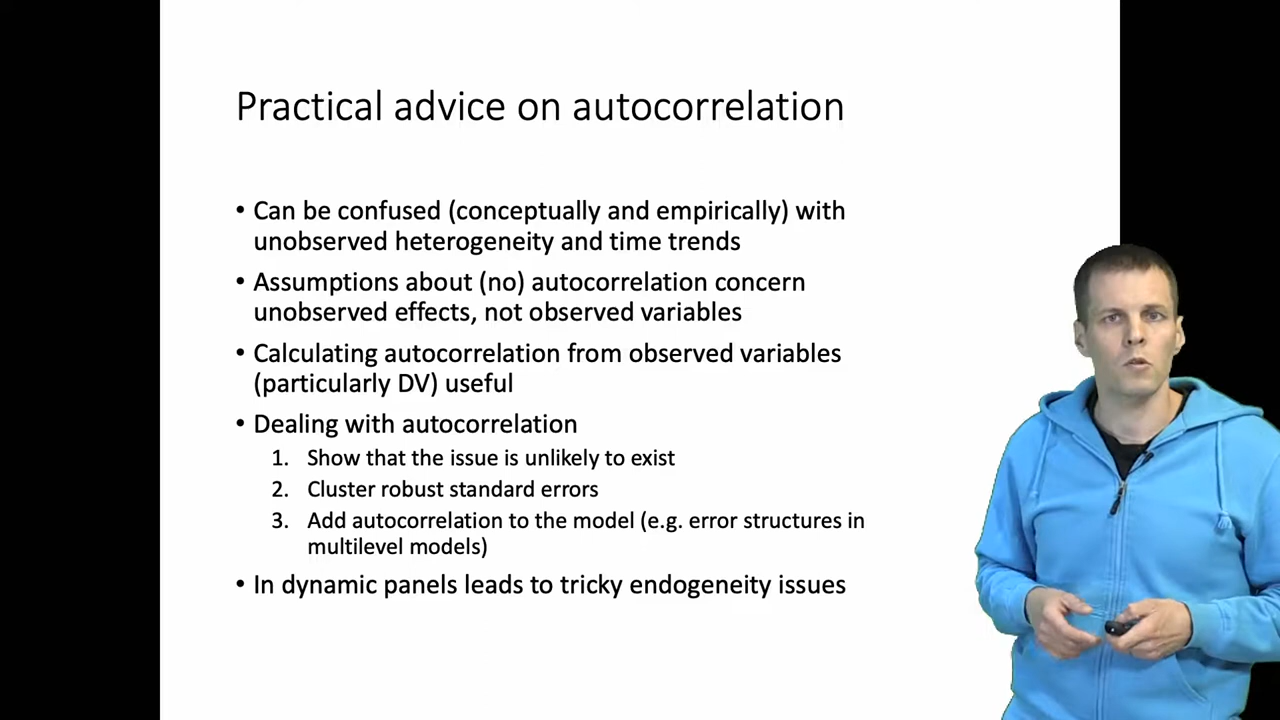 Practical advice on autocorrelation
• Can be confused (conceptually and empirically) with
unobserved heterogeneity and time trends
• Assumptions about (no) autocorrelation concern
unobserved effects, not observed variables
• Calculating autocorrelation from observed variables
(particularly DV) useful
• Dealing with autocorrelation
1. Show that the issue is unlikely to exist
2. Cluster robust standard errors
3. Add autocorrelation to the model (e.g. error structures in
multilevel models)
• In dynamic panels leads to tricky endogeneity issues